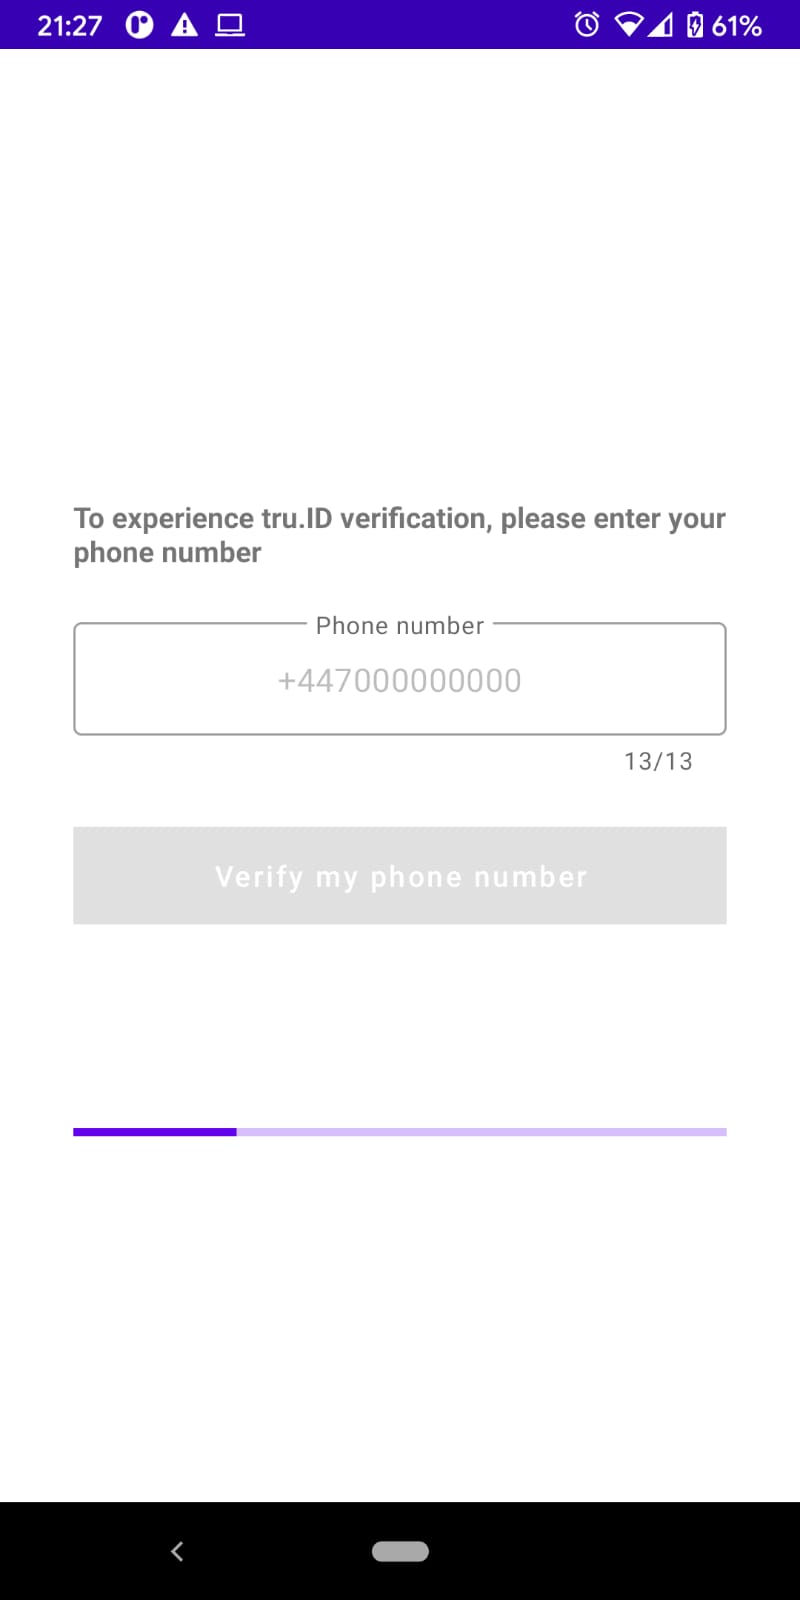 21:27 61%
To experience tru.ID verification, please enter your
phone number
Phone number
+447000000000
13/13
Verify my phone number